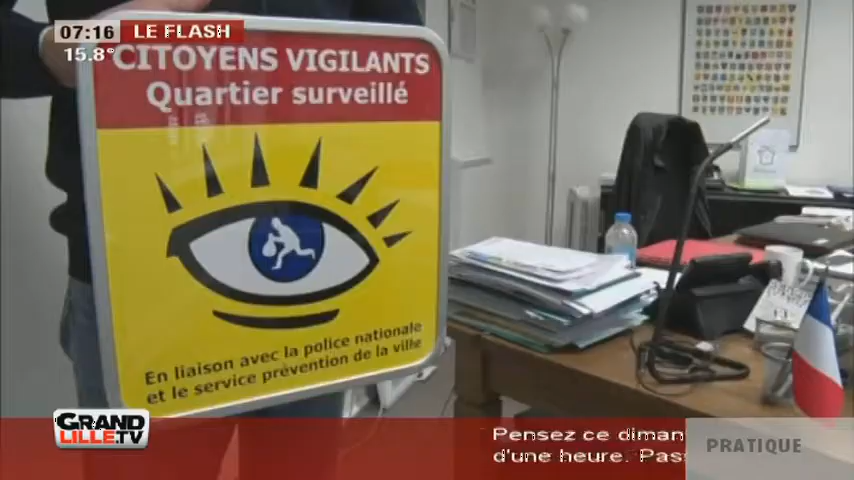 07:16 LE FLASH
15.8°
CITOYENS VIGILANTS
Quartier surveillé
En liaison avec la police nationale
et le service prévention de la ville
GRAND
LILLE.TV
Pensez ce diman
d'une heure. Pas
PRATIQUE